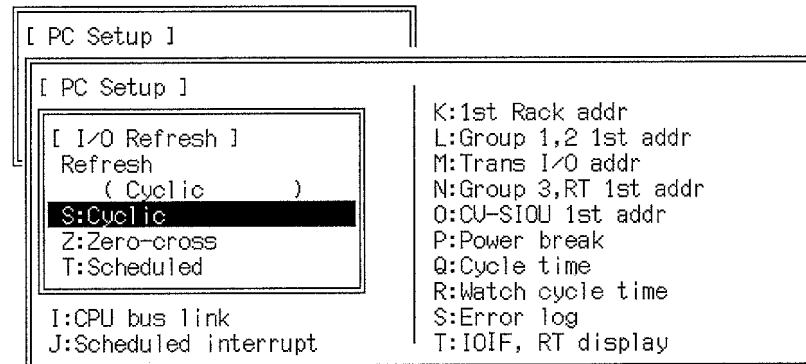 [ PC Setup ]
[ PC Setup ]
[ I/O Refresh ]
Refresh
( Cyclic )
S:Cyclic
Z:Zero-cross
T:Scheduled
I:CPU bus link
J:Scheduled interrupt
K:1st Rack addr
L:Group 1,2 1st addr
M:Trans I/O addr
N:Group 3,RT 1st addr
O:CV-SIOU 1st addr
P:Power break
Q:Cycle time
R:Watch cycle time
S:Error log
T:IOIF, RT display